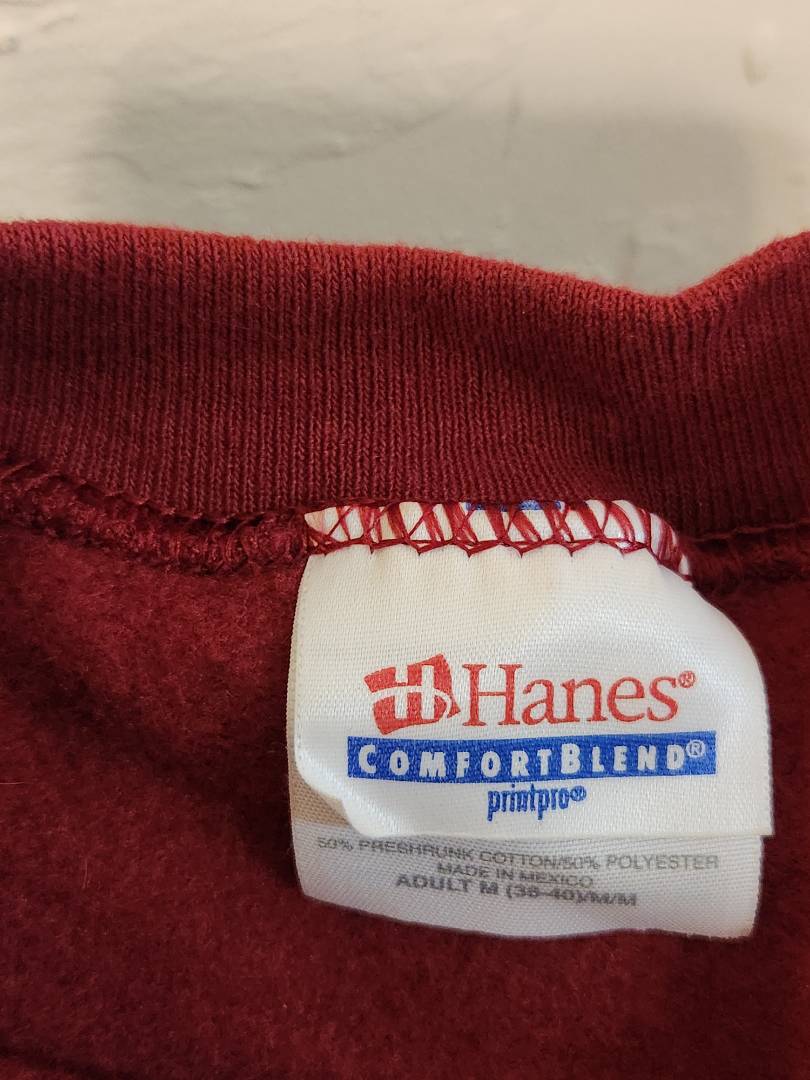 Hanes®
COMFORTBLEND®
printpro®
50% PRESHRUNK COTTON/50% POLYESTER
MADE IN MEXICO
ADULT M (38-40)/M/M